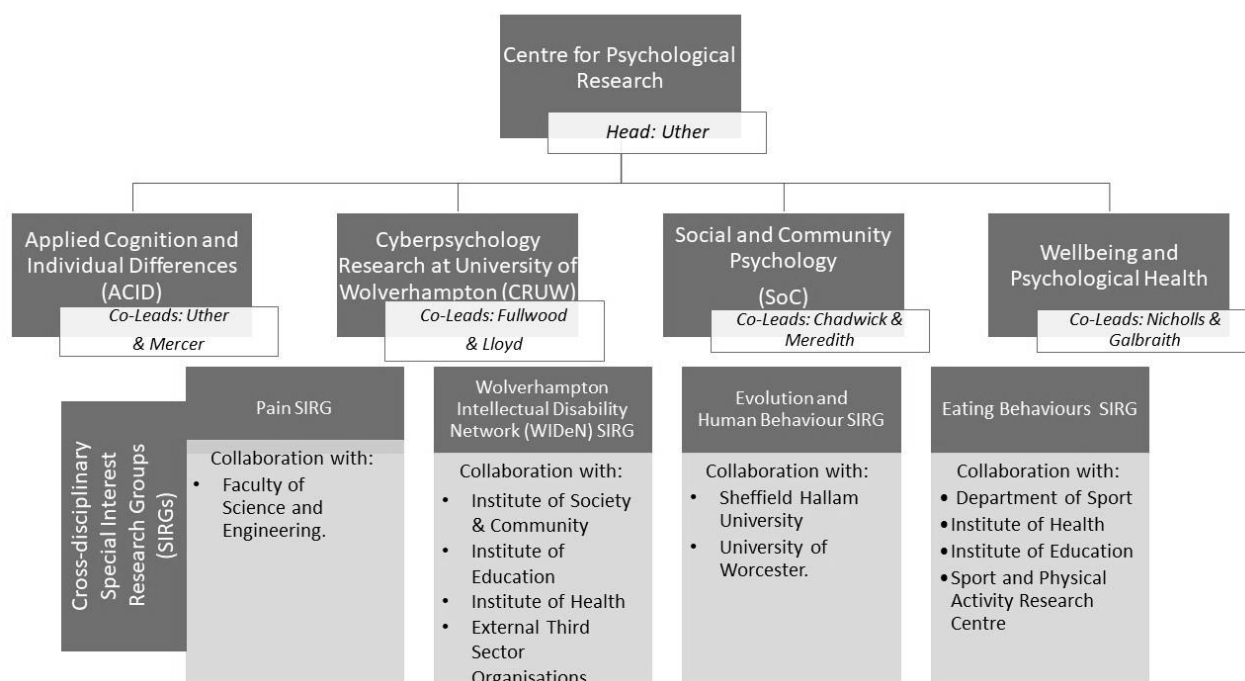 Centre for Psychological
Research
Head: Uther
Applied Cognition and
Individual Differences
(ACID)
Co-Leads: Uther
& Mercer
Cyberpsychology
Research at University of
Wolverhampton (CRUW)
Co-Leads: Fullwood
& Lloyd
Social and Community
Psychology
(SoC)
Co-Leads: Chadwick &
Meredith
Wellbeing and
Psychological Health
Co-Leads: Nicholls &
Galbraith
Cross-disciplinary
Special Interest
Research Groups
(SIRGs)
Pain SIRG
Collaboration with:
• Faculty of
Science and
Engineering.
Wolverhampton
Intellectual Disability
Network (WIDeN) SIRG
Collaboration with:
• Institute of Society
& Community
• Institute of
Education
• Institute of Health
• External Third
Sector
Organisations
Evolution and
Human Behaviour SIRG
Collaboration with:
• Sheffield Hallam
University
• University of
Worcester.
Eating Behaviours SIRG
Collaboration with:
• Department of Sport
• Institute of Health
• Institute of Education
• Sport and Physical
Activity Research
Centre